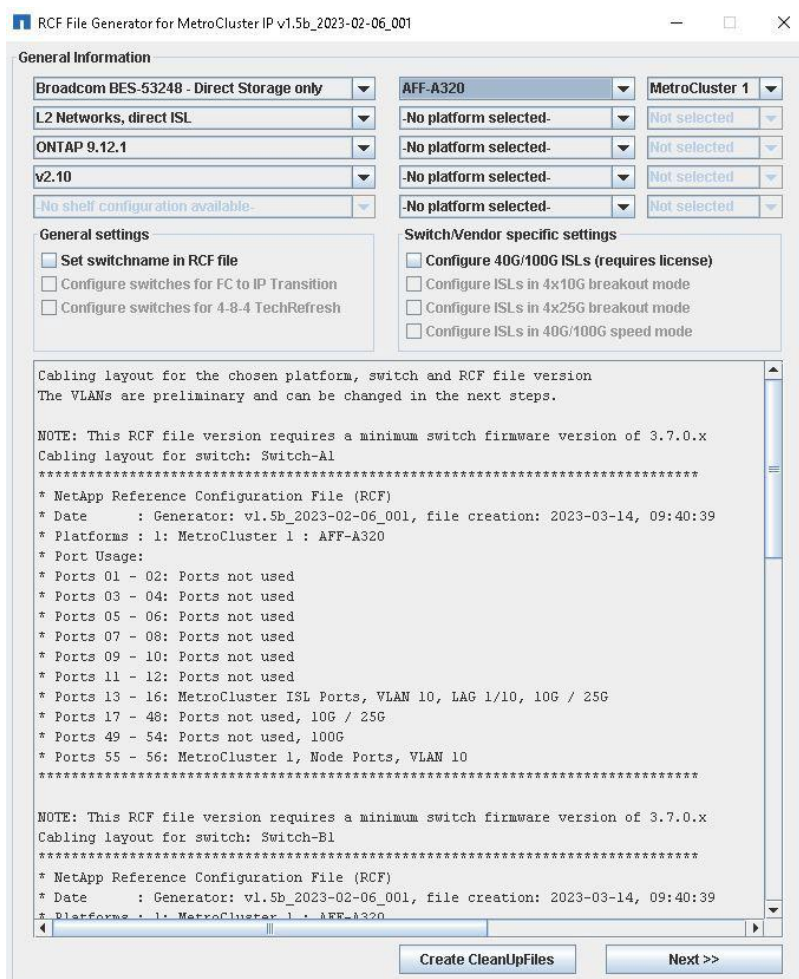 RCF File Generator for MetroCluster IP v1.5b_2023-02-06_001
General Information
Broadcom BES-53248 - Direct Storage only
AFF-A320
MetroCluster 1
L2 Networks, direct ISL
-No platform selected-
Not selected
ONTAP 9.12.1
-No platform selected-
Not selected
v2.10
-No platform selected-
Not selected
-No shelf configuration available-
-No platform selected-
Not selected
General settings
Set switchname in RCF file
Configure switches for FC to IP Transition
Configure switches for 4-8-4 TechRefresh
Switch/Vendor specific settings
Configure 40G/100G ISLs (requires license)
Configure ISLs in 4x10G breakout mode
Configure ISLs in 4x25G breakout mode
Configure ISLs in 40G/100G speed mode
Cabling layout for the chosen platform, switch and RCF file version
The VLANs are preliminary and can be changed in the next steps.
NOTE: This RCF file version requires a minimum switch firmware version of 3.7.0.x
Cabling layout for switch: Switch-A1
********************************************************************************
* NetApp Reference Configuration File (RCF)
* Date : Generator: v1.5b_2023-02-06_001, file creation: 2023-03-14, 09:40:39
* Platforms : 1: MetroCluster 1 : AFF-A320
* Port Usage:
* Ports 01 - 02: Ports not used
* Ports 03 - 04: Ports not used
* Ports 05 - 06: Ports not used
* Ports 07 - 08: Ports not used
* Ports 09 - 10: Ports not used
* Ports 11 - 12: Ports not used
* Ports 13 - 16: MetroCluster ISL Ports, VLAN 10, LAG 1/10, 10G / 25G
* Ports 17 - 48: Ports not used, 10G / 25G
* Ports 49 - 54: Ports not used, 100G
* Ports 55 - 56: MetroCluster 1, Node Ports, VLAN 10
********************************************************************************
NOTE: This RCF file version requires a minimum switch firmware version of 3.7.0.x
Cabling layout for switch: Switch-B1
********************************************************************************
* NetApp Reference Configuration File (RCF)
* Date : Generator: v1.5b_2023-02-06_001, file creation: 2023-03-14, 09:40:39
* Platforms : 1: MetroCluster 1 : AFF-A320
Create CleanUpFiles
Next >>